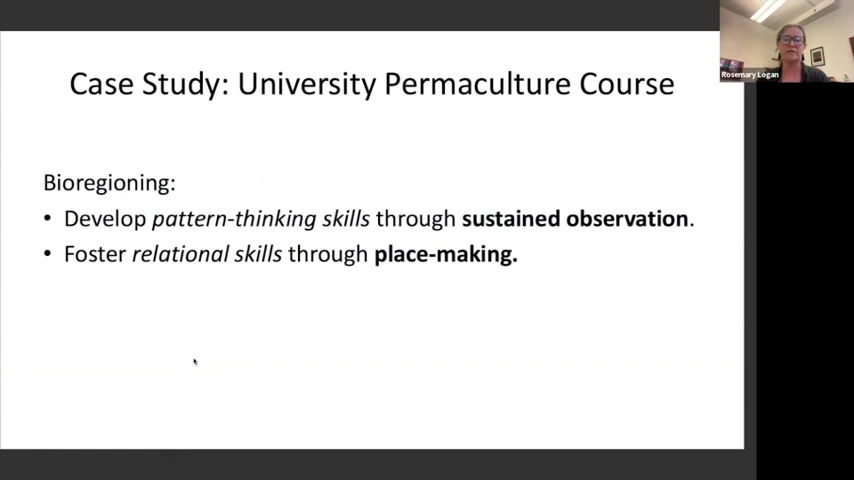 Case Study: University Permaculture Course
Rosemary Logan
Bioregioning:
• Develop pattern-thinking skills through sustained observation.
• Foster relational skills through place-making.